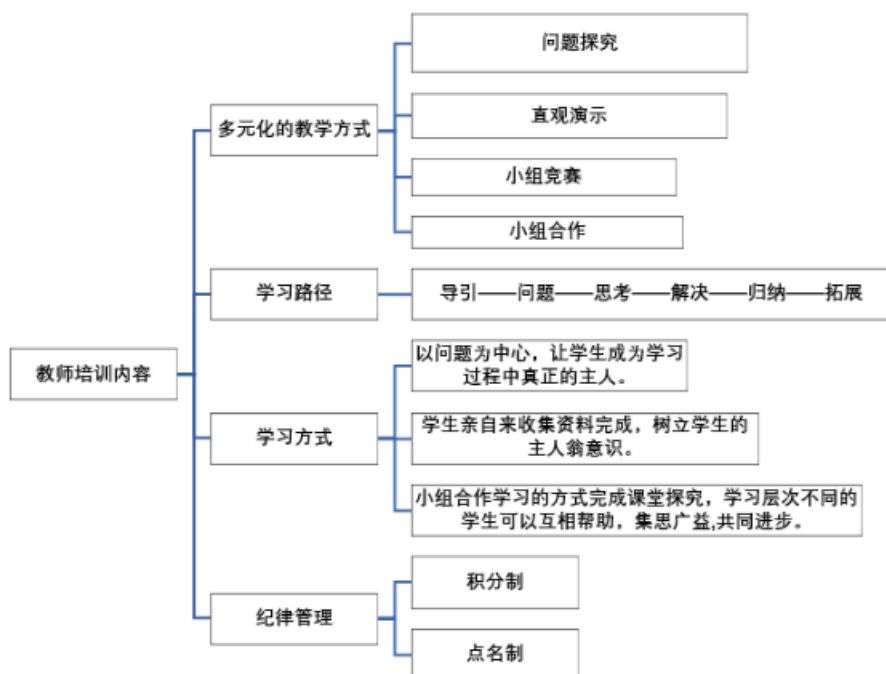 问题探究
多元化的教学方式
直观演示
小组竞赛
小组合作
学习路径
导引——问题——思考——解决——归纳——拓展
教师培训内容
以问题为中心，让学生成为学习
过程中真正的主人。
学习方式
学生亲自来收集资料完成，树立学生的
主人翁意识。
小组合作学习的方式完成课堂探究，学习层次不同的
学生可以互相帮助，集思广益,共同进步。
纪律管理
积分制
点名制